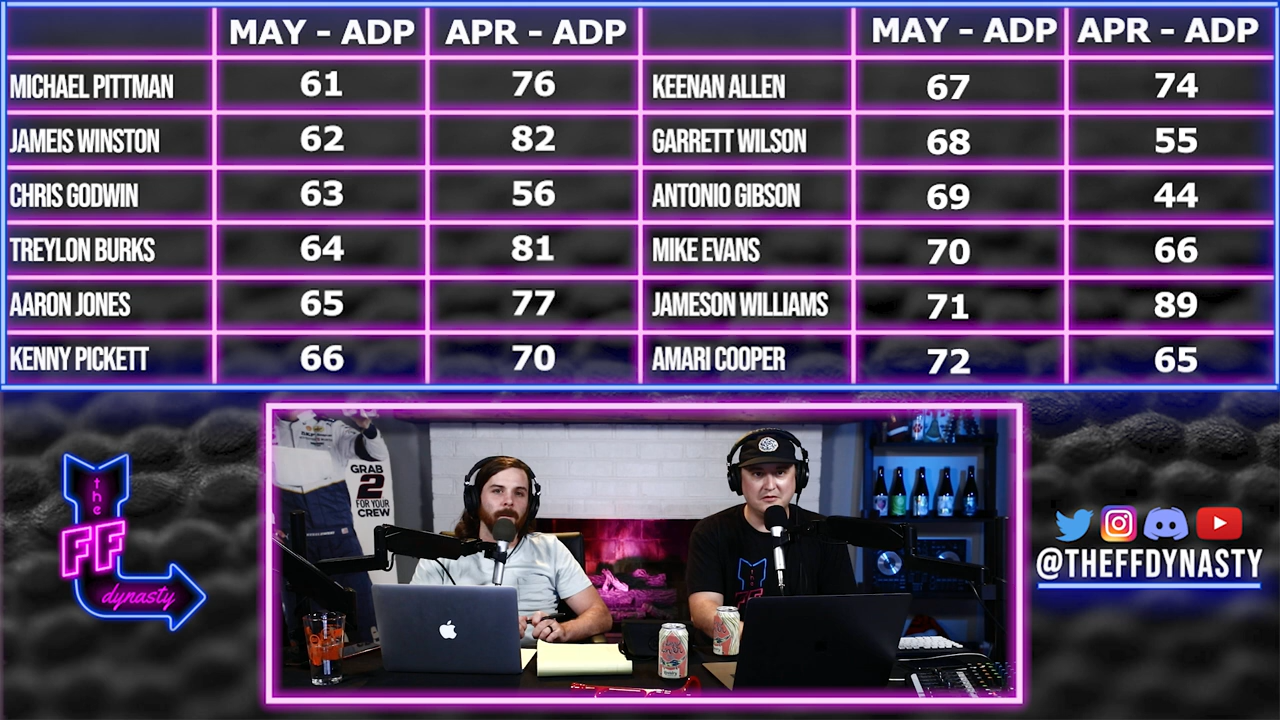 MAY - ADP APR - ADP MAY - ADP APR - ADP
MICHAEL PITTMAN 61 76 KEENAN ALLEN 67 74
JAMEIS WINSTON 62 82 GARRETT WILSON 68 55
CHRIS GODWIN 63 56 ANTONIO GIBSON 69 44
TREYLON BURKS 64 81 MIKE EVANS 70 66
AARON JONES 65 77 JAMESON WILLIAMS 71 89
KENNY PICKETT 66 70 AMARI COOPER 72 65
the
FF
dynasty
GRAB
2
FOR YOUR
CREW
FF
@THEFFDYNASTY